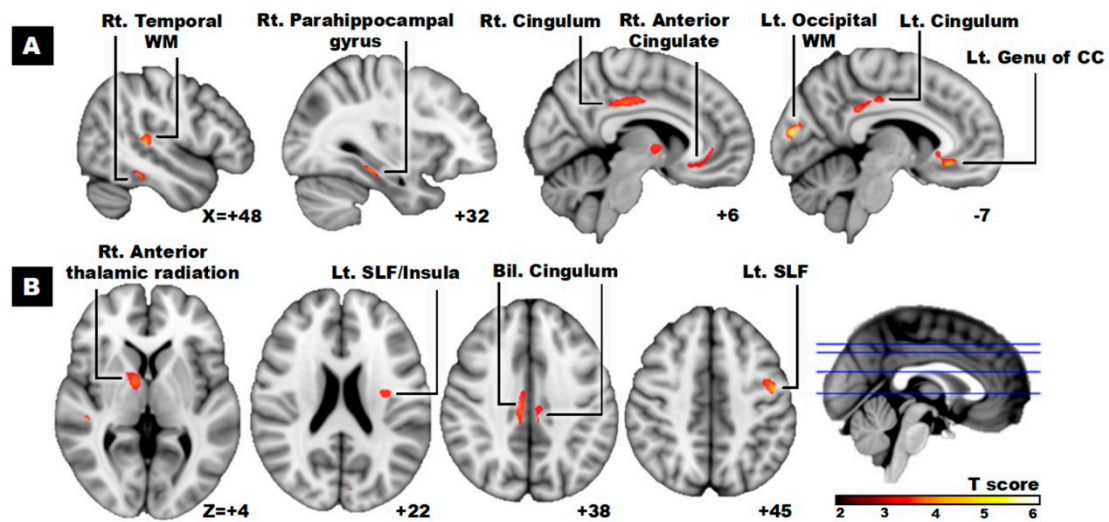 A
Rt. Temporal
WM
Rt. Parahippocampal
gyrus
Rt. Cingulum
Rt. Anterior
Cingulate
Lt. Occipital
WM
Lt. Cingulum
Lt. Genu of CC
X=+48
+32
+6
-7
B
Rt. Anterior
thalamic radiation
Lt. SLF/Insula
Bil. Cingulum
Lt. SLF
Z=+4
+22
+38
+45
T score
2 3 4 5 6